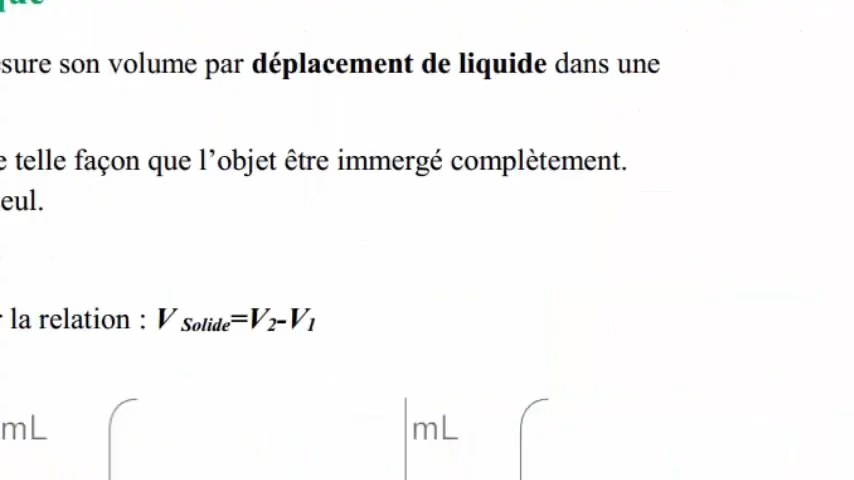 sure son volume par déplacement de liquide dans une
telle façon que l'objet être immergé complètement.
eul.
la relation : V Solide=V2-V1
mL mL